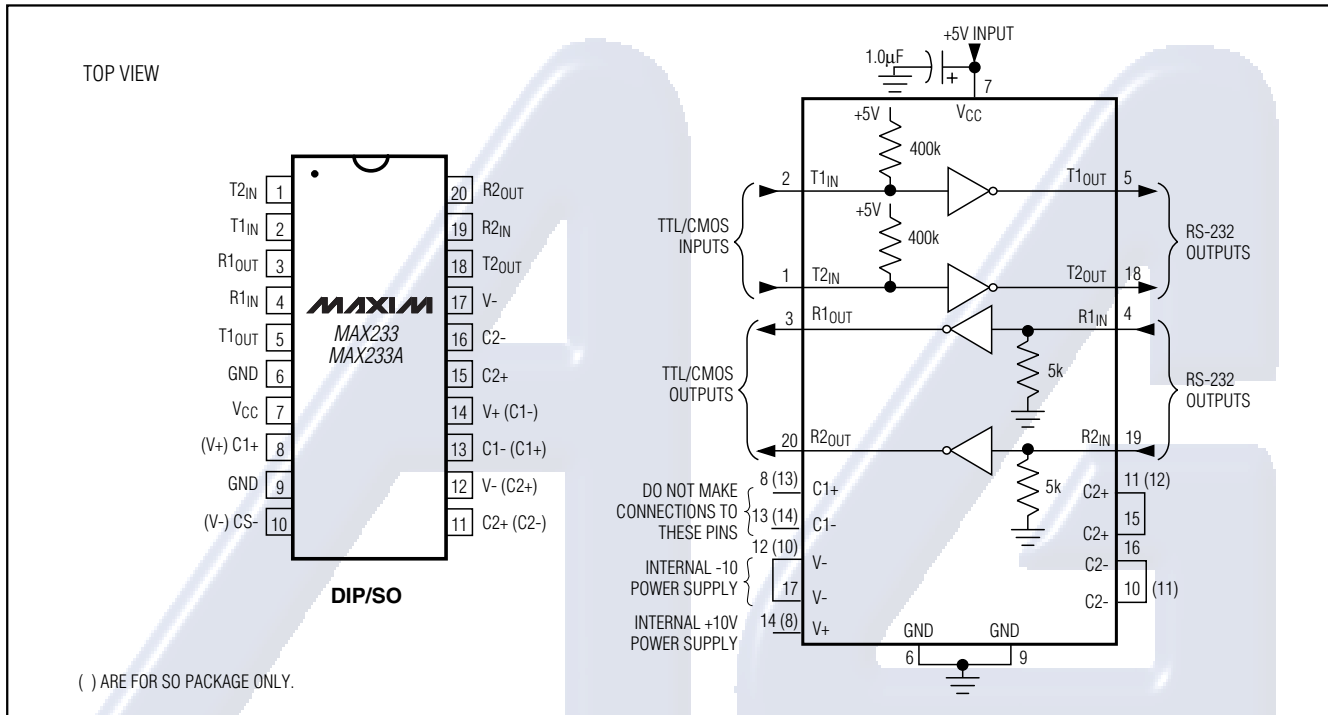 TOP VIEW
T2IN 1
T1IN 2
R1OUT 3
R1IN 4
T1OUT 5
GND 6
VCC 7
(V+) C1+ 8
GND 9
(V-) CS- 10
MAXIM
MAX233
MAX233A
20 R2OUT
19 R2IN
18 T2OUT
17 V-
16 C2-
15 C2+
14 V+ (C1-)
13 C1- (C1+)
12 V- (C2+)
11 C2+ (C2-)
DIP/SO
( ) ARE FOR SO PACKAGE ONLY.
+5V INPUT
1.0µF
+
7
VCC
+5V
400k
2 T1IN
T1OUT 5
+5V
400k
TTL/CMOS
INPUTS
RS-232
OUTPUTS
1 T2IN
T2OUT 18
3 R1OUT
R1IN 4
5k
TTL/CMOS
OUTPUTS
RS-232
OUTPUTS
20 R2OUT
R2IN 19
5k
8 (13) C1+
DO NOT MAKE
CONNECTIONS TO
THESE PINS
13 (14) C1-
12 (10) V-
INTERNAL -10
POWER SUPPLY
17 V-
INTERNAL +10V
POWER SUPPLY
14 (8) V+
C2+ 11 (12)
C2+ 15
C2- 16
C2- 10 (11)
GND GND
6 9